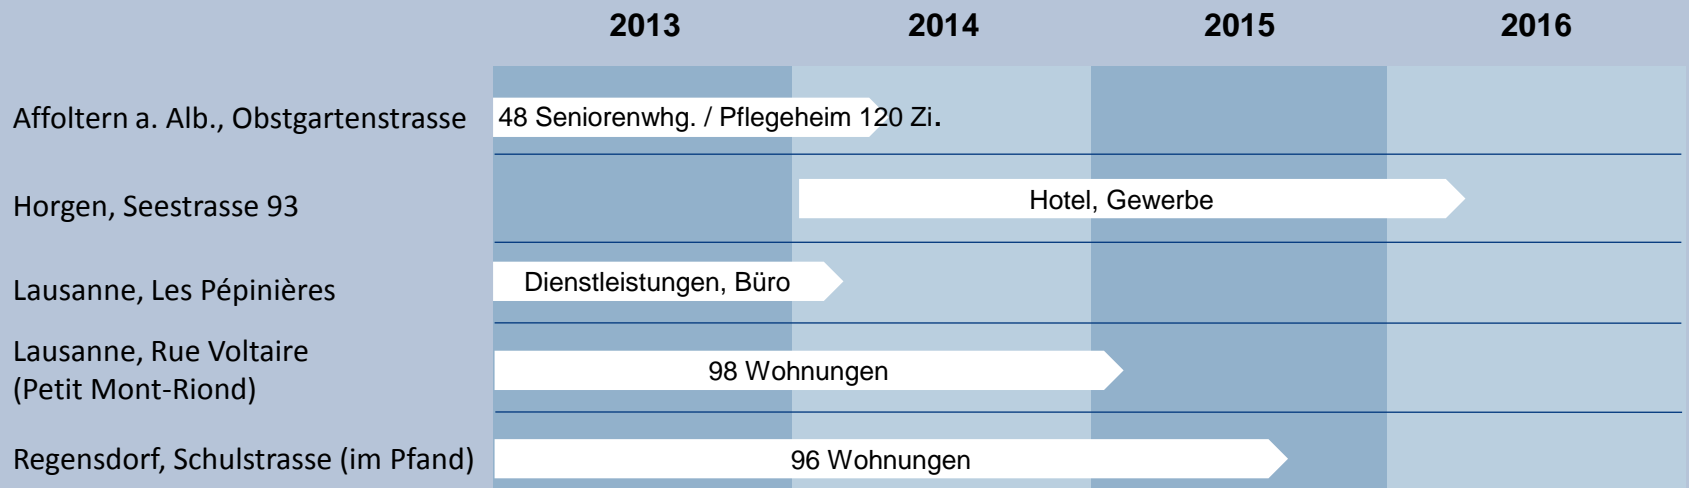 2013 2014 2015 2016
Affoltern a. Alb., Obstgartenstrasse 48 Seniorenwhg. / Pflegeheim 120 Zi.
Horgen, Seestrasse 93 Hotel, Gewerbe
Lausanne, Les Pépinières Dienstleistungen, Büro
Lausanne, Rue Voltaire
(Petit Mont-Riond) 98 Wohnungen
Regensdorf, Schulstrasse (im Pfand) 96 Wohnungen